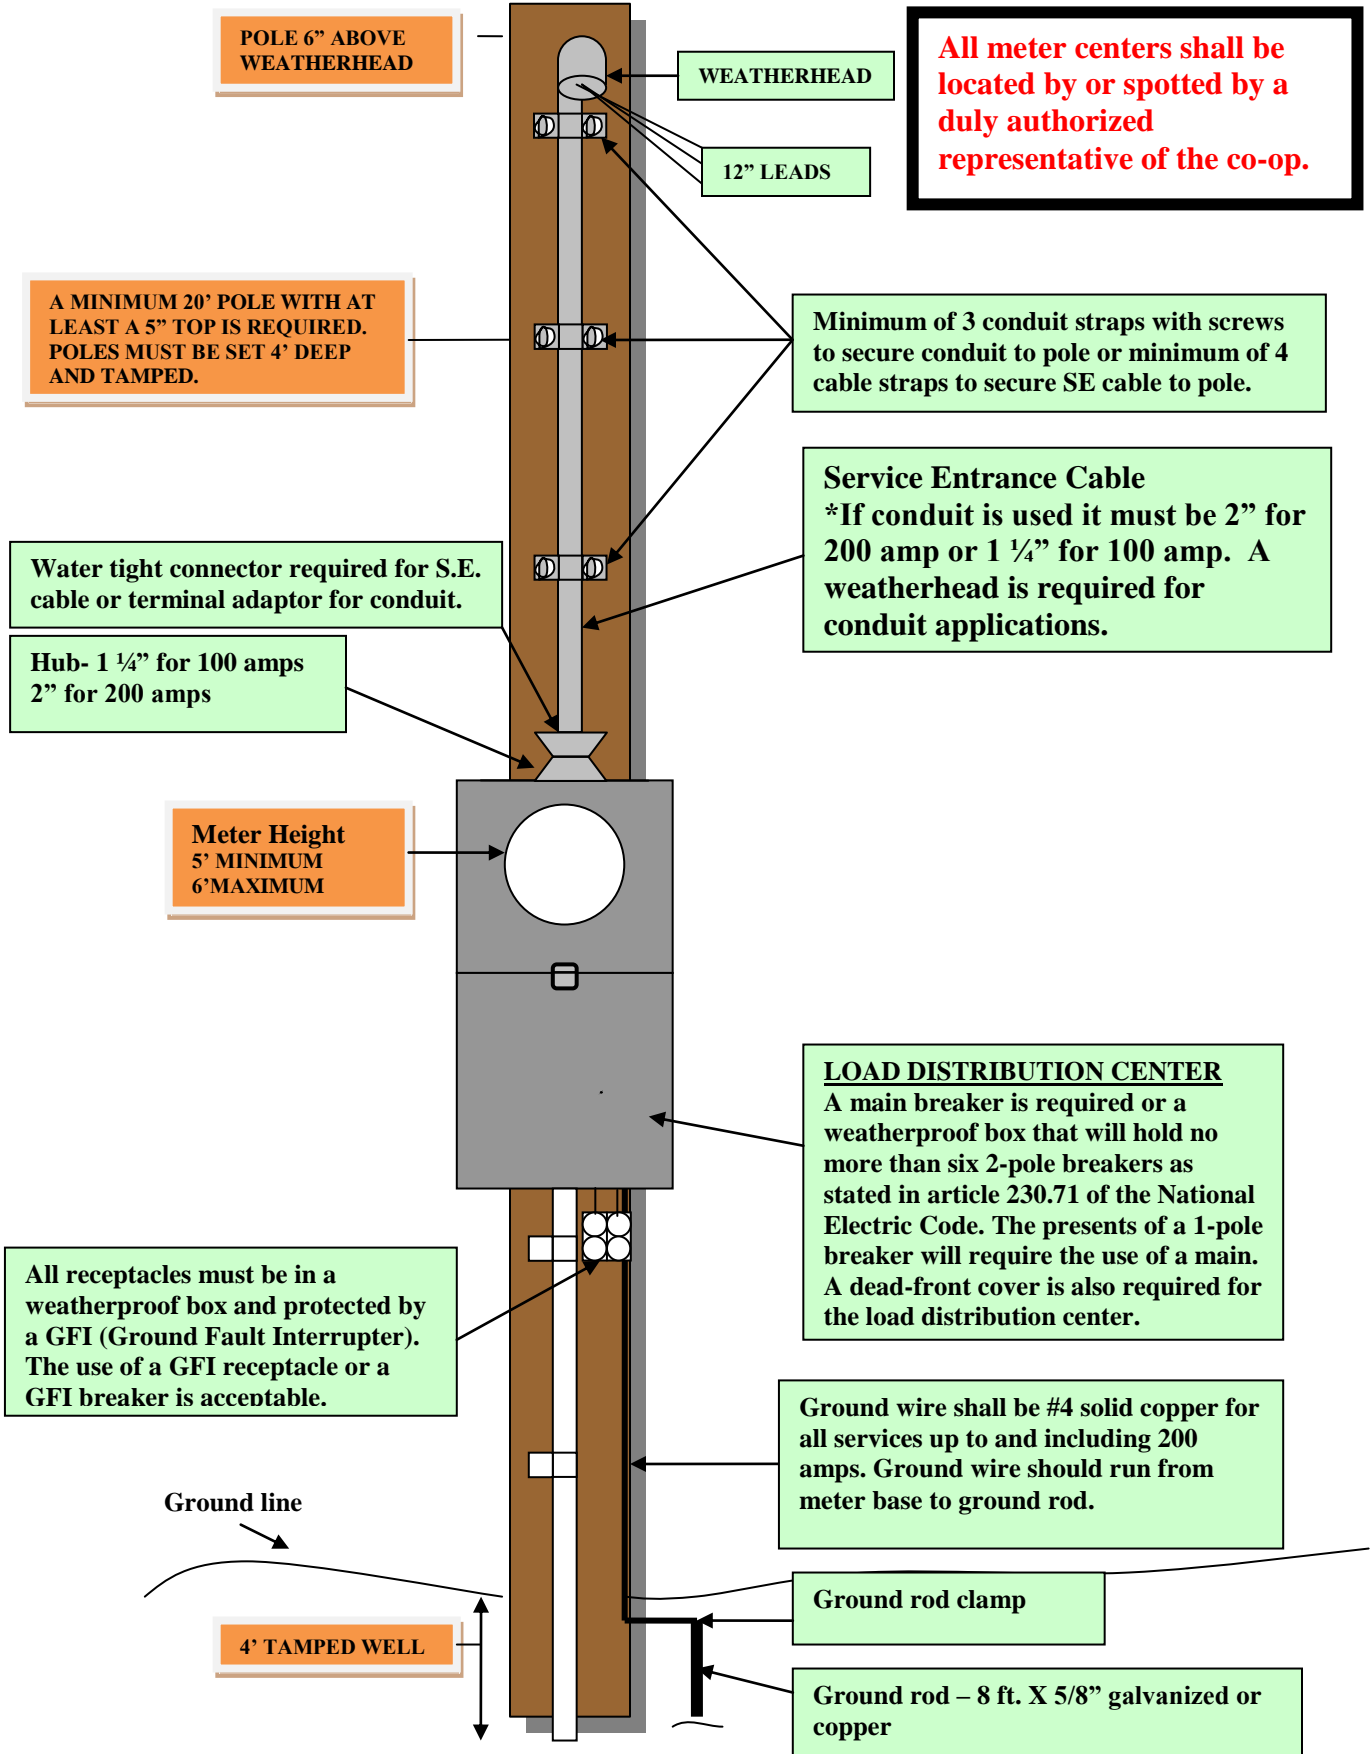 POLE 6” ABOVE
WEATHERHEAD
WEATHERHEAD
12” LEADS
All meter centers shall be
located by or spotted by a
duly authorized
representative of the co-op.
A MINIMUM 20’ POLE WITH AT
LEAST A 5” TOP IS REQUIRED.
POLES MUST BE SET 4’ DEEP
AND TAMPED.
Minimum of 3 conduit straps with screws
to secure conduit to pole or minimum of 4
cable straps to secure SE cable to pole.
Service Entrance Cable
*If conduit is used it must be 2” for
200 amp or 1 ¼” for 100 amp.  A
weatherhead is required for
conduit applications.
Water tight connector required for S.E.
cable or terminal adaptor for conduit.
Hub- 1 ¼” for 100 amps
2” for 200 amps
Meter Height
5’ MINIMUM
6’MAXIMUM
LOAD DISTRIBUTION CENTER
A main breaker is required or a
weatherproof box that will hold no
more than six 2-pole breakers as
stated in article 230.71 of the National
Electric Code. The presents of a 1-pole
breaker will require the use of a main.
A dead-front cover is also required for
the load distribution center.
All receptacles must be in a
weatherproof box and protected by
a GFI (Ground Fault Interrupter).
The use of a GFI receptacle or a
GFI breaker is acceptable.
Ground wire shall be #4 solid copper for
all services up to and including 200
amps. Ground wire should run from
meter base to ground rod.
Ground line
Ground rod clamp
4’ TAMPED WELL
Ground rod – 8 ft. X 5/8” galvanized or
copper